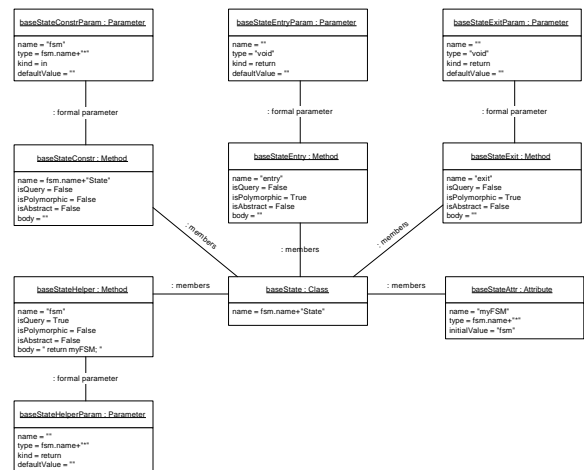 baseStateConstrParam : Parameter
name = "fsm"
type = fsm.name+"*"
kind = in
defaultValue = ""
baseStateEntryParam : Parameter
name = ""
type = "void"
kind = return
defaultValue = ""
baseStateExitParam : Parameter
name = ""
type = "void"
kind = return
defaultValue = ""
: formal parameter
: formal parameter
: formal parameter
baseStateConstr : Method
name = fsm.name+"State"
isQuery = False
isPolymorphic = False
isAbstract = False
body = ""
baseStateEntry : Method
name = "entry"
isQuery = False
isPolymorphic = True
isAbstract = False
body = ""
baseStateExit : Method
name = "exit"
isQuery = False
isPolymorphic = True
isAbstract = False
body = ""
: members
: members
: members
baseStateHelper : Method
name = "fsm"
isQuery = True
isPolymorphic = False
isAbstract = False
body = " return myFSM; "
: members
baseState : Class
name = fsm.name+"State"
: members
baseStateAttr : Attribute
name = "myFSM"
type = fsm.name+"*"
initialValue = "fsm"
: formal parameter
baseStateHelperParam : Parameter
name = ""
type = fsm.name+"*"
kind = return
defaultValue = ""